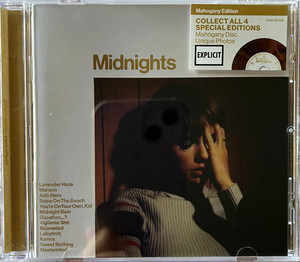 Mahogany Edition
COLLECT ALL 4
SPECIAL EDITIONS
Mahogany Disc
Unique Photos
EXPLICIT
Midnights
Lavender Haze
Maroon
Anti-Hero
Snow On The Beach
You're On Your Own, Kid
Midnight Rain
Question...?
Vigilante Shit
Bejeweled
Labyrinth
Karma
Sweet Nothing
Mastermind